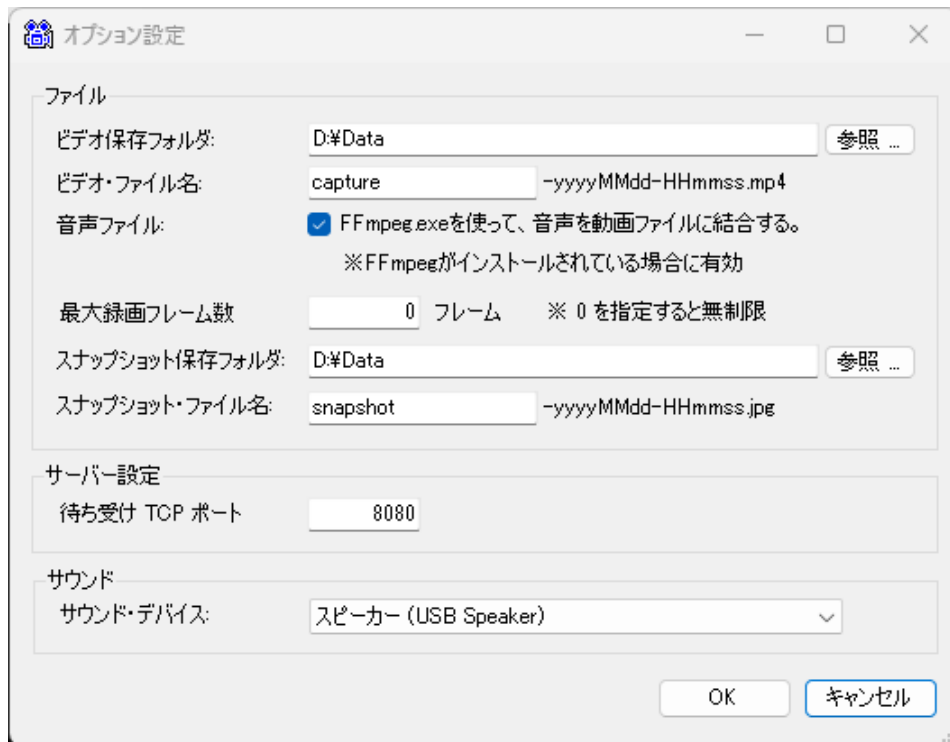 オプション設定
ファイル
ビデオ保存フォルダ: D:¥Data 参照 ...
ビデオ・ファイル名: capture -yyyyMMdd-HHmmss.mp4
音声ファイル: FFmpeg.exeを使って、音声を動画ファイルに結合する。
※FFmpegがインストールされている場合に有効
最大録画フレーム数 0 フレーム ※ 0 を指定すると無制限
スナップショット保存フォルダ: D:¥Data 参照 ...
スナップショット・ファイル名: snapshot -yyyyMMdd-HHmmss.jpg
サーバー設定
待ち受け TCP ポート 8080
サウンド
サウンド・デバイス: スピーカー (USB Speaker)
OK キャンセル